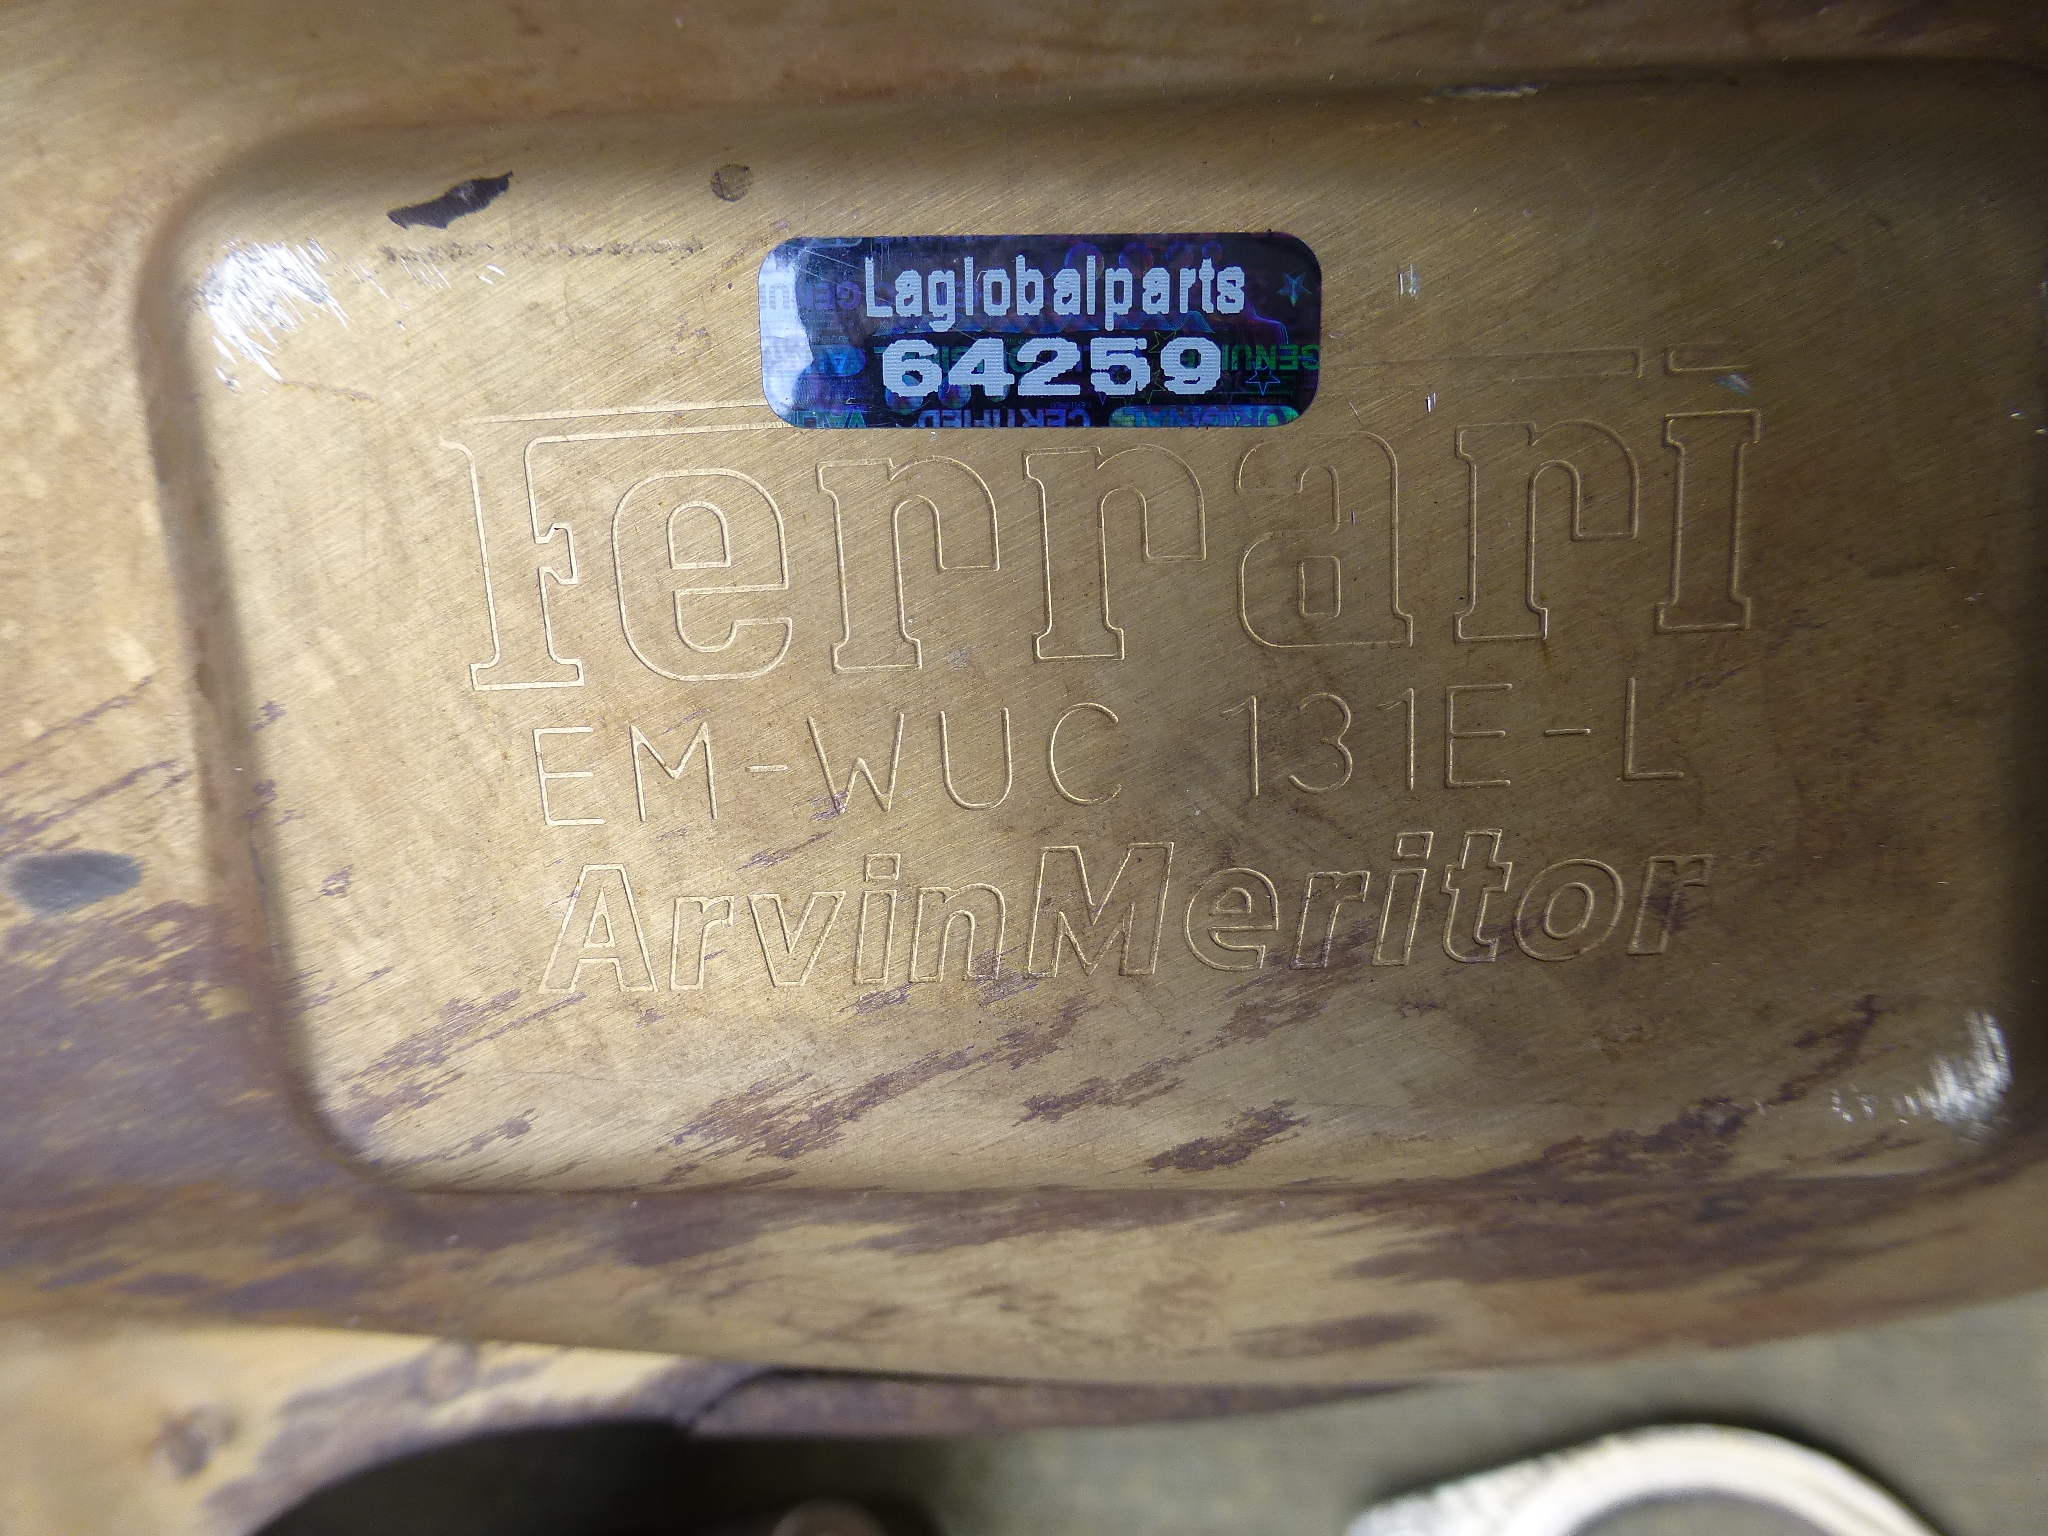 Laglobalparts
64259
Ferrari
EM-WUC 131E-L
ArvinMeritor